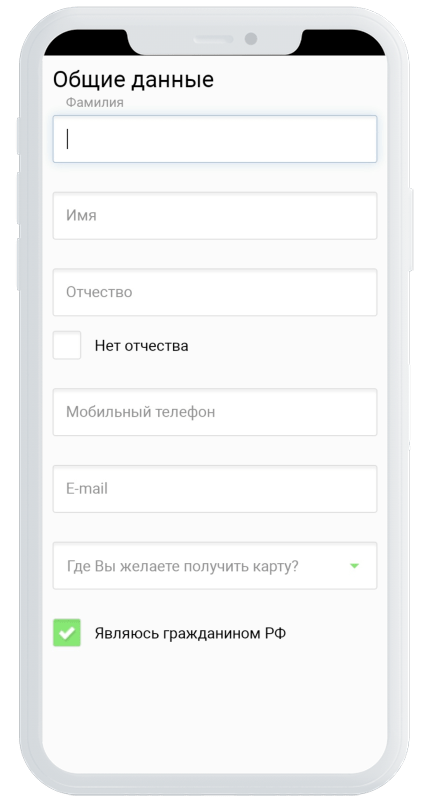 Общие данные
Фамилия
Имя
Отчество
Нет отчества
Мобильный телефон
E-mail
Где Вы желаете получить карту?
Являюсь гражданином РФ